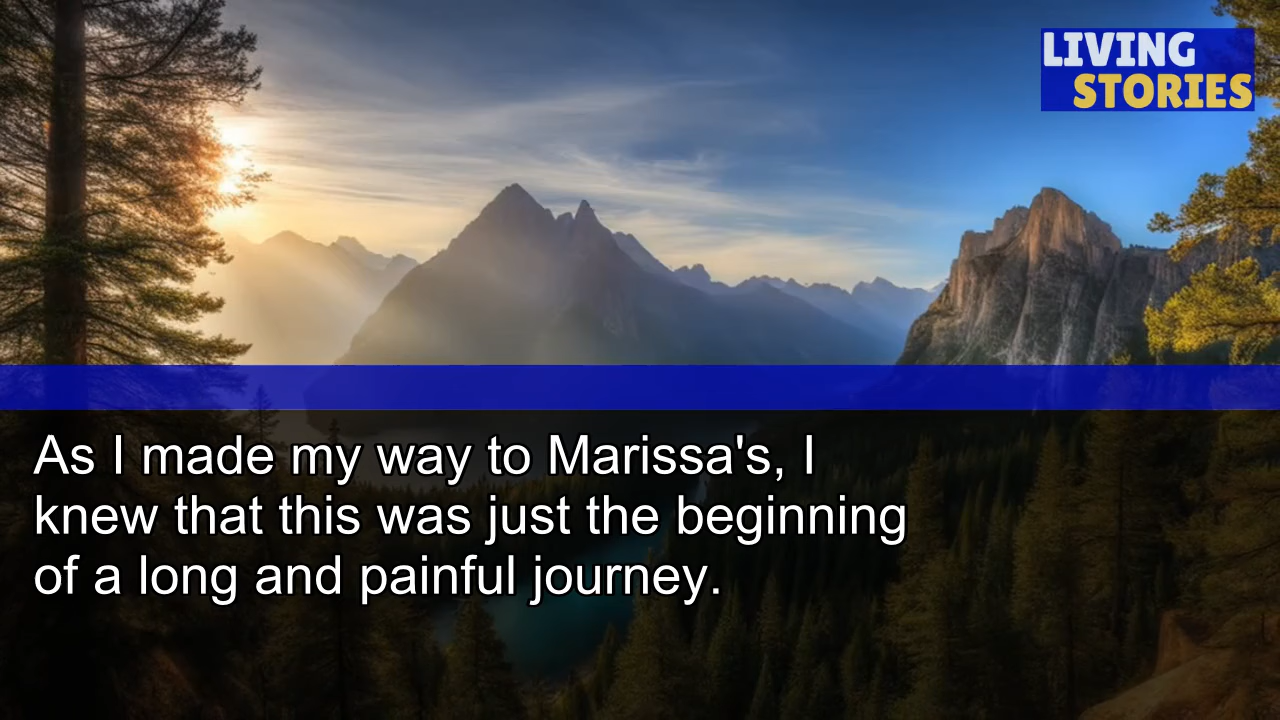 LIVING
STORIES
As I made my way to Marissa's, I
knew that this was just the beginning
of a long and painful journey.